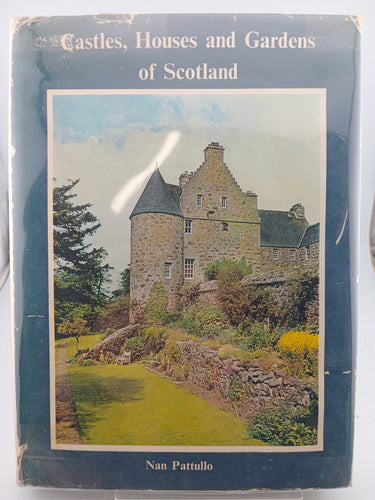 Castles, Houses and Gardens
of Scotland
Nan Pattullo